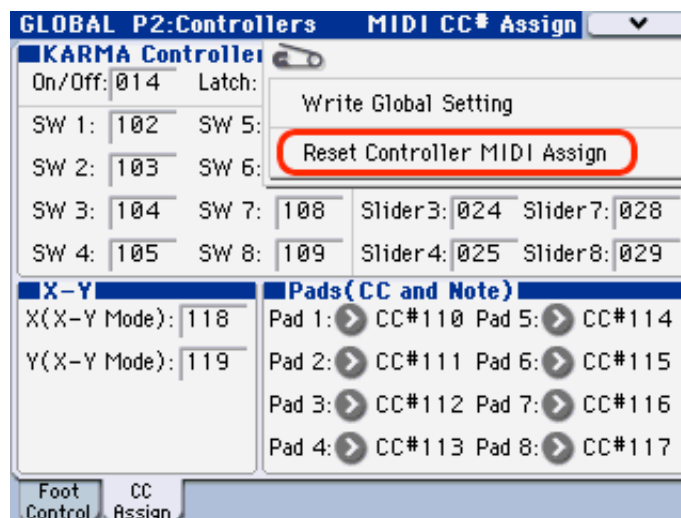 GLOBAL P2:Controllers MIDI CC# Assign
KARMA Controller
On/Off: 014 Latch:
Write Global Setting
SW 1: 102 SW 5:
Reset Controller MIDI Assign
SW 2: 103 SW 6:
SW 3: 104 SW 7: 108 Slider3: 024 Slider7: 028
SW 4: 105 SW 8: 109 Slider4: 025 Slider8: 029
X-Y
Pads(CC and Note)
X(X-Y Mode): 118 Pad 1: CC#110 Pad 5: CC#114
Y(X-Y Mode): 119 Pad 2: CC#111 Pad 6: CC#115
Pad 3: CC#112 Pad 7: CC#116
Pad 4: CC#113 Pad 8: CC#117
Foot Control
CC Assign